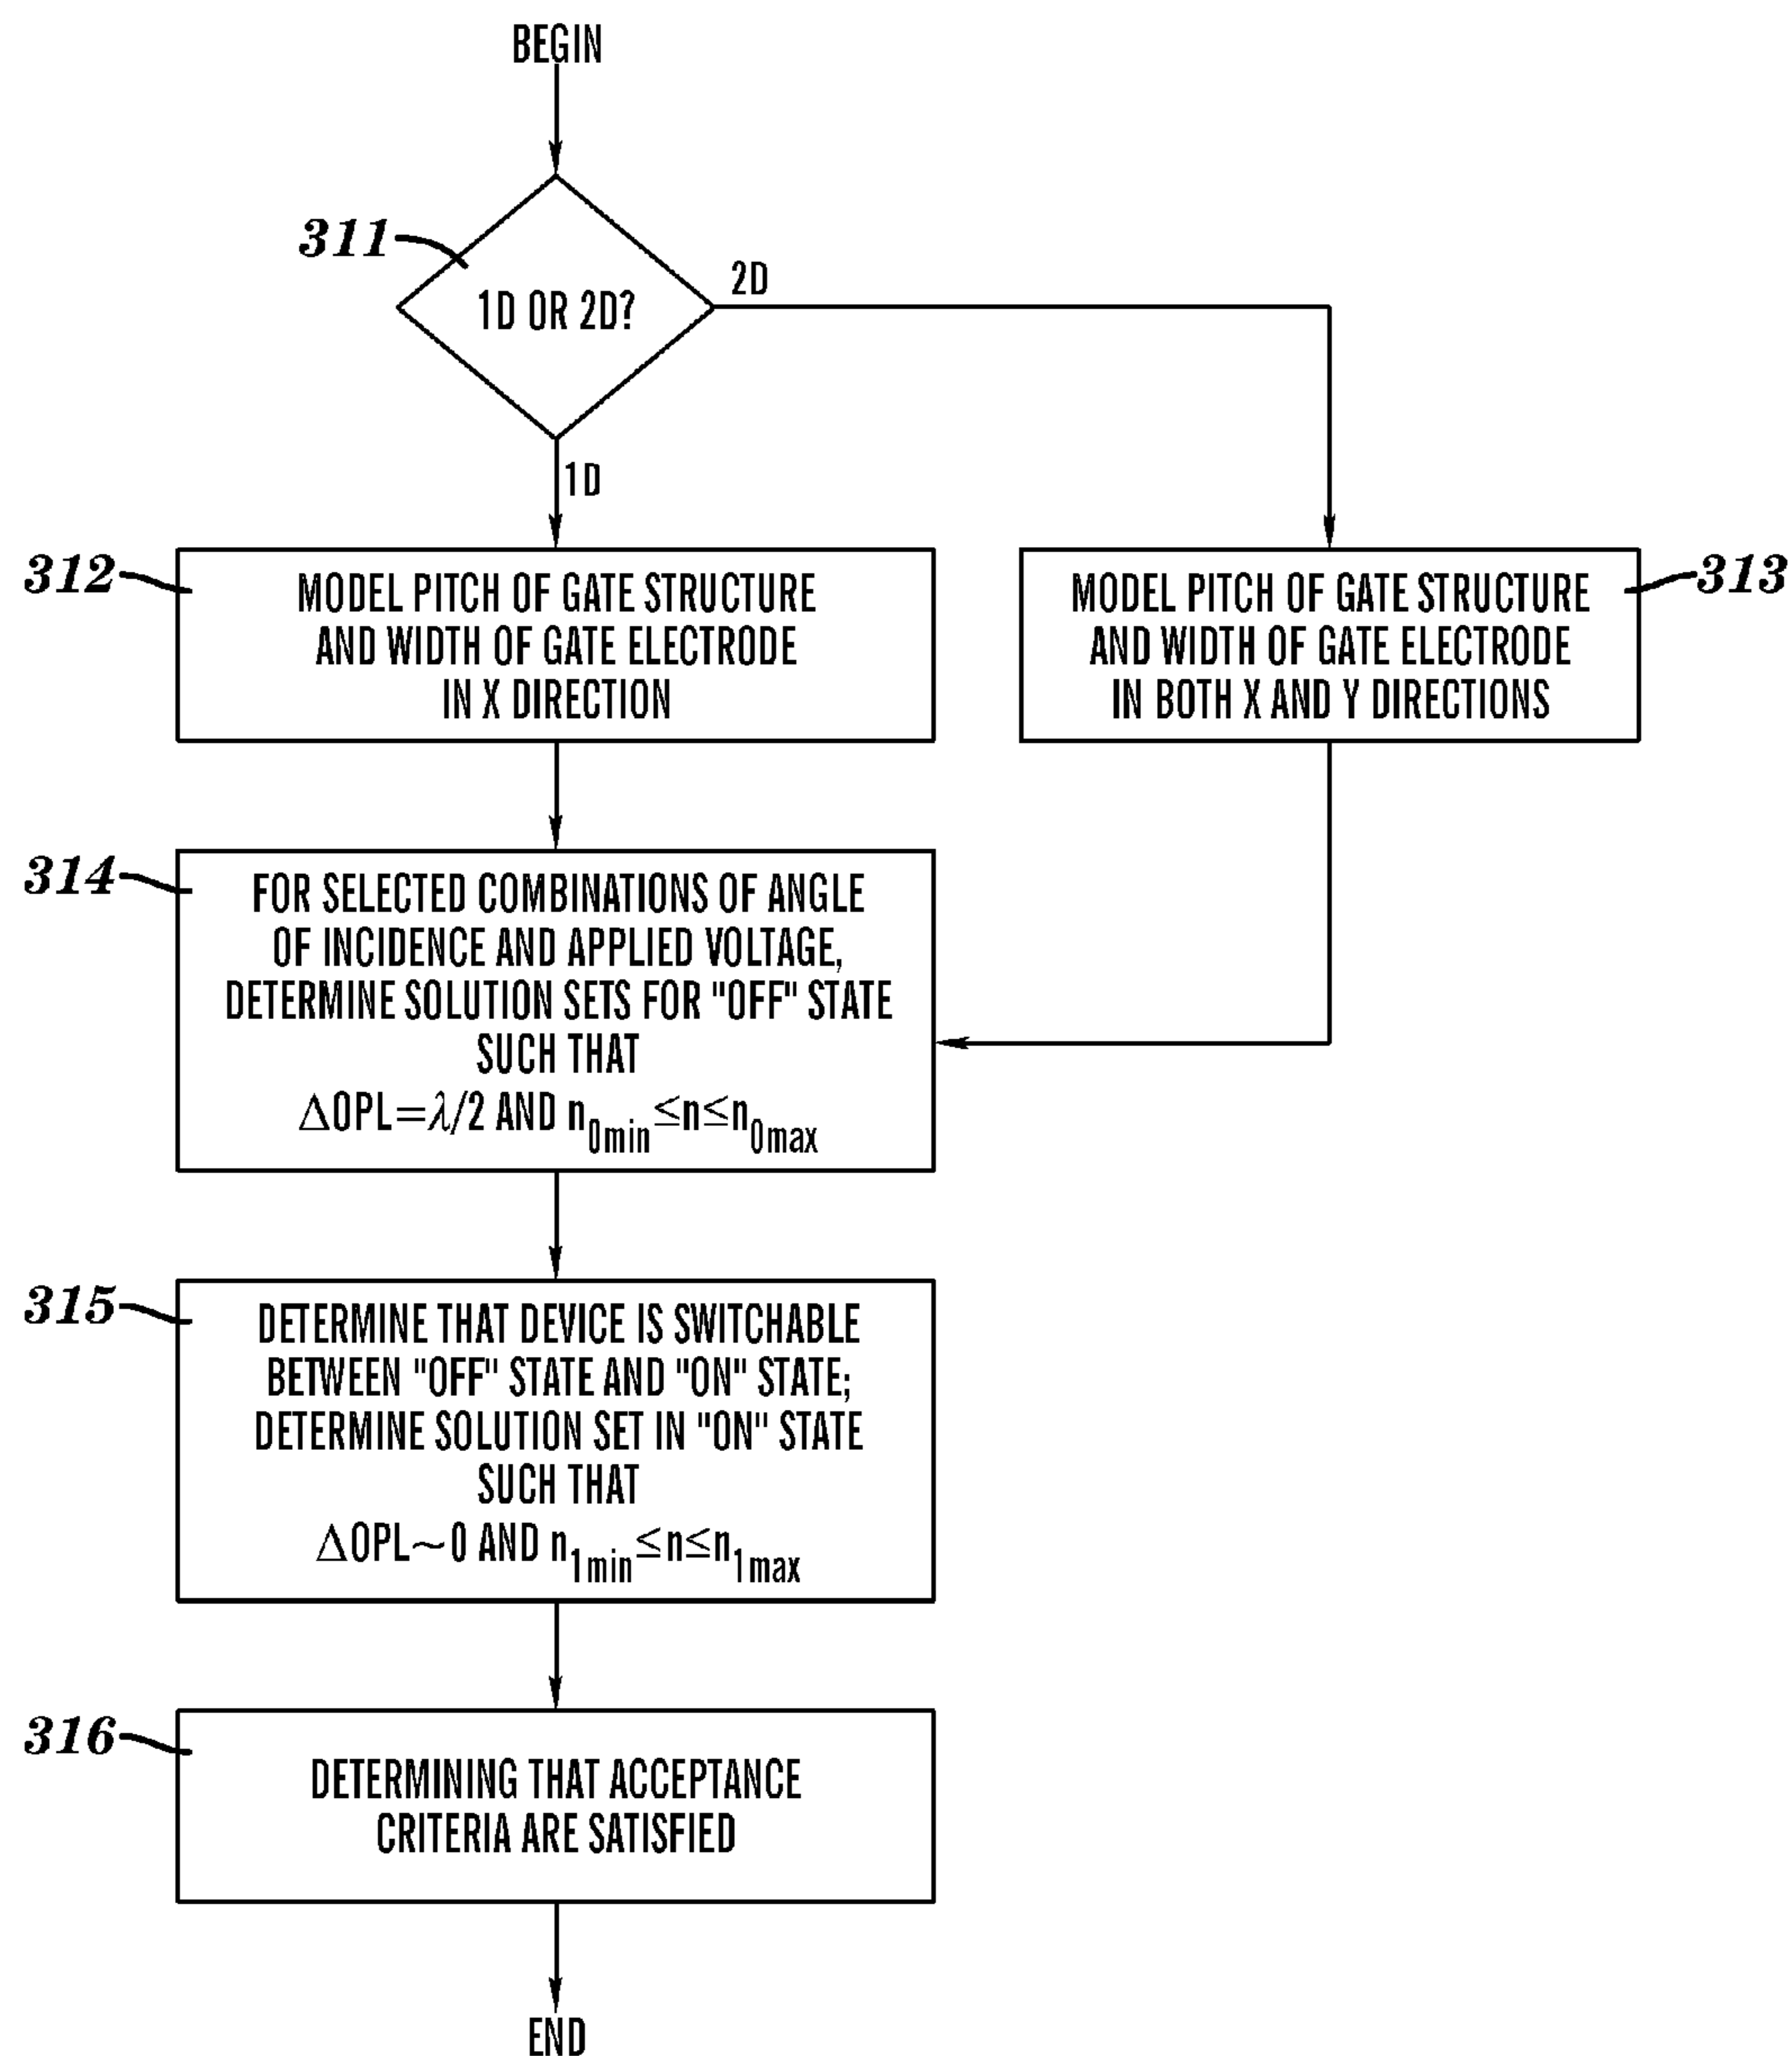 BEGIN
311
1D OR 2D?
2D
1D
312
MODEL PITCH OF GATE STRUCTURE
AND WIDTH OF GATE ELECTRODE
IN X DIRECTION
MODEL PITCH OF GATE STRUCTURE
AND WIDTH OF GATE ELECTRODE
IN BOTH X AND Y DIRECTIONS
313
314
FOR SELECTED COMBINATIONS OF ANGLE
OF INCIDENCE AND APPLIED VOLTAGE,
DETERMINE SOLUTION SETS FOR "OFF" STATE
SUCH THAT
ΔOPL=λ/2 AND n0min≤n≤n0max
315
DETERMINE THAT DEVICE IS SWITCHABLE
BETWEEN "OFF" STATE AND "ON" STATE;
DETERMINE SOLUTION SET IN "ON" STATE
SUCH THAT
ΔOPL~0 AND n1min≤n≤n1max
316
DETERMINING THAT ACCEPTANCE
CRITERIA ARE SATISFIED
END